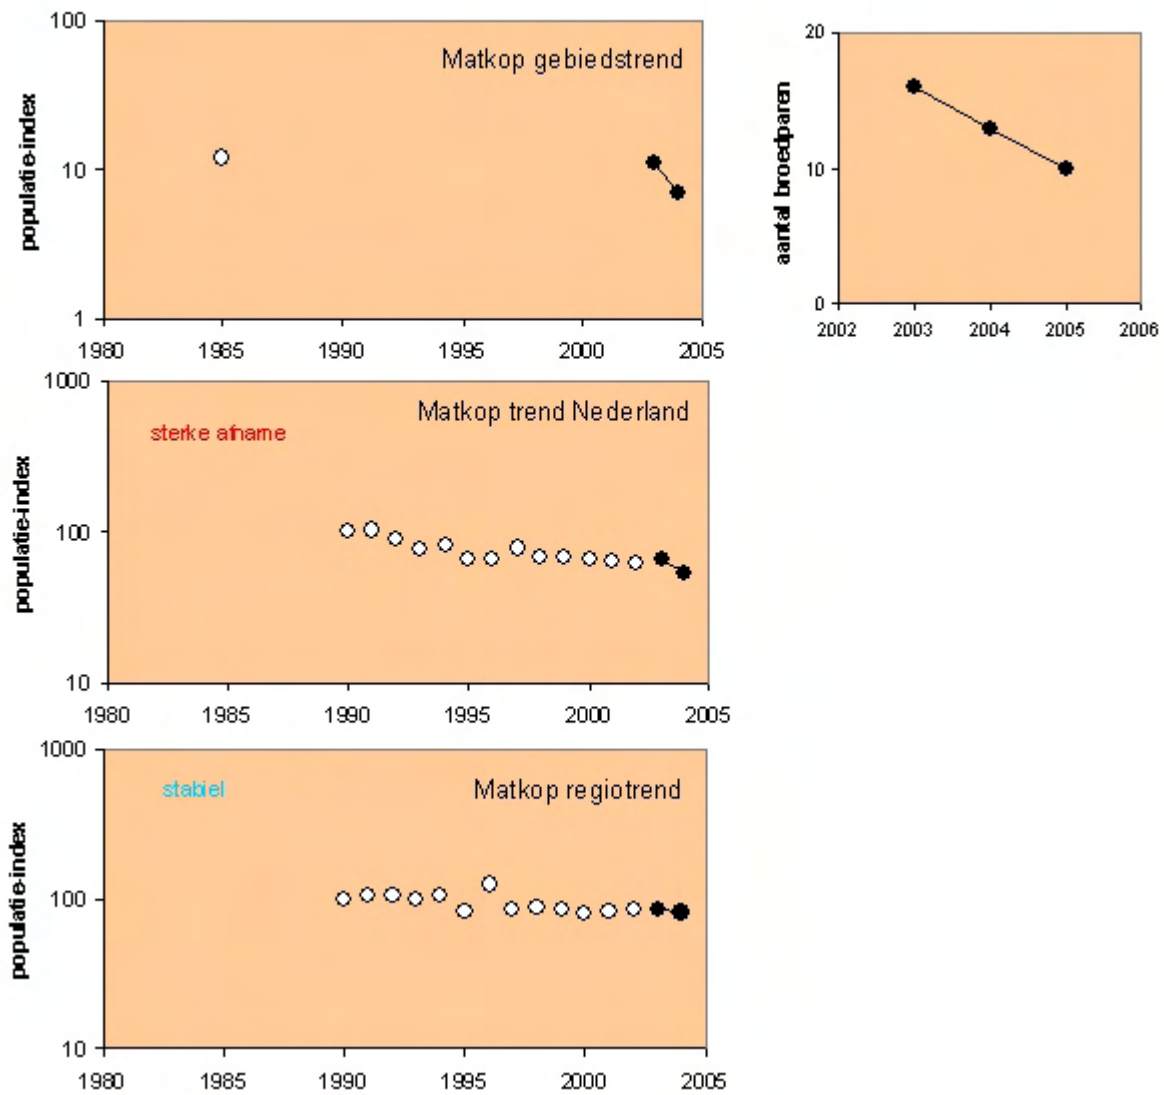 100
Matkop gebiedstrend
populatie-index
10
1
1980 1985 1990 1995 2000 2005
20
aantal broedparen
10
0
2002 2003 2004 2005 2006
1000
Matkop trend Nederland
sterke afname
populatie-index
100
10
1980 1985 1990 1995 2000 2005
1000
stabiel
Matkop regiotrend
populatie-index
100
10
1980 1985 1990 1995 2000 2005